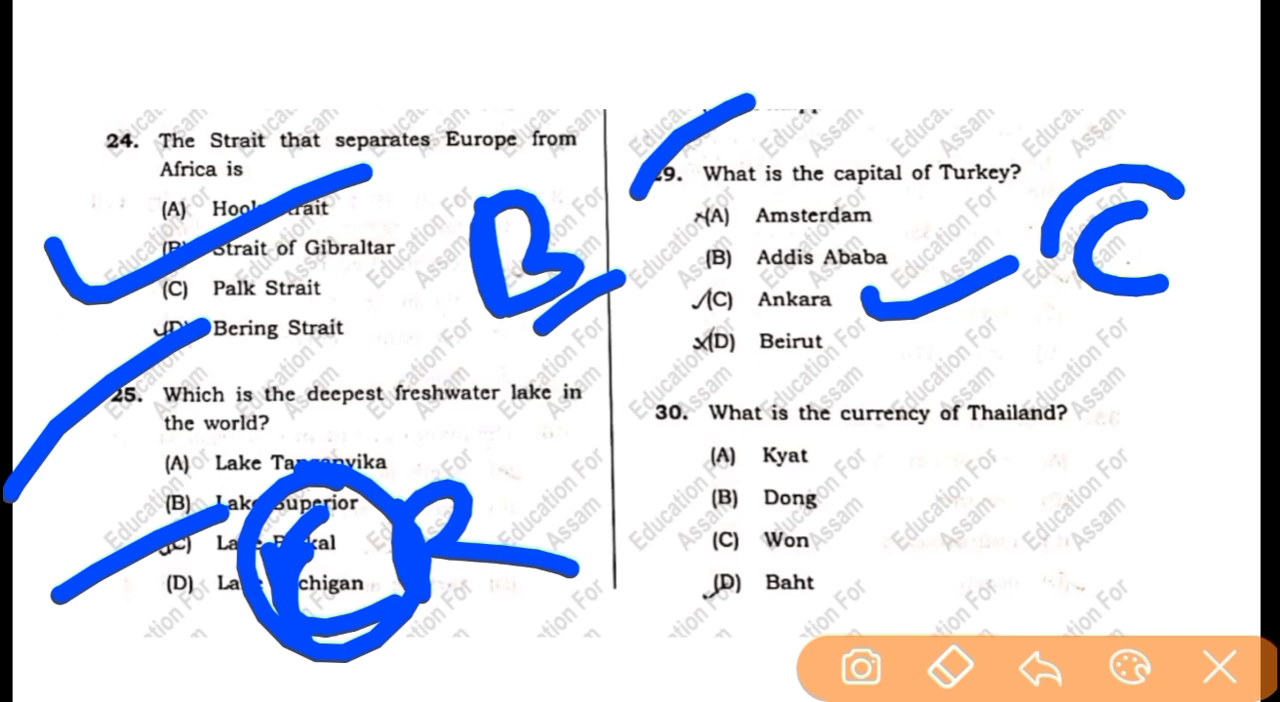 24. The Strait that separates Europe from
Africa is
(A) Hook Strait
(B) Strait of Gibraltar
(C) Palk Strait
(D) Bering Strait
B
25. Which is the deepest freshwater lake in
the world?
(A) Lake Tanganyika
(B) Lake Superior
(C) Lake Baikal
(D) Lake Michigan
C
29. What is the capital of Turkey?
(A) Amsterdam
(B) Addis Ababa
(C) Ankara
(D) Beirut
C
30. What is the currency of Thailand?
(A) Kyat
(B) Dong
(C) Won
(D) Baht
Education For
Assam